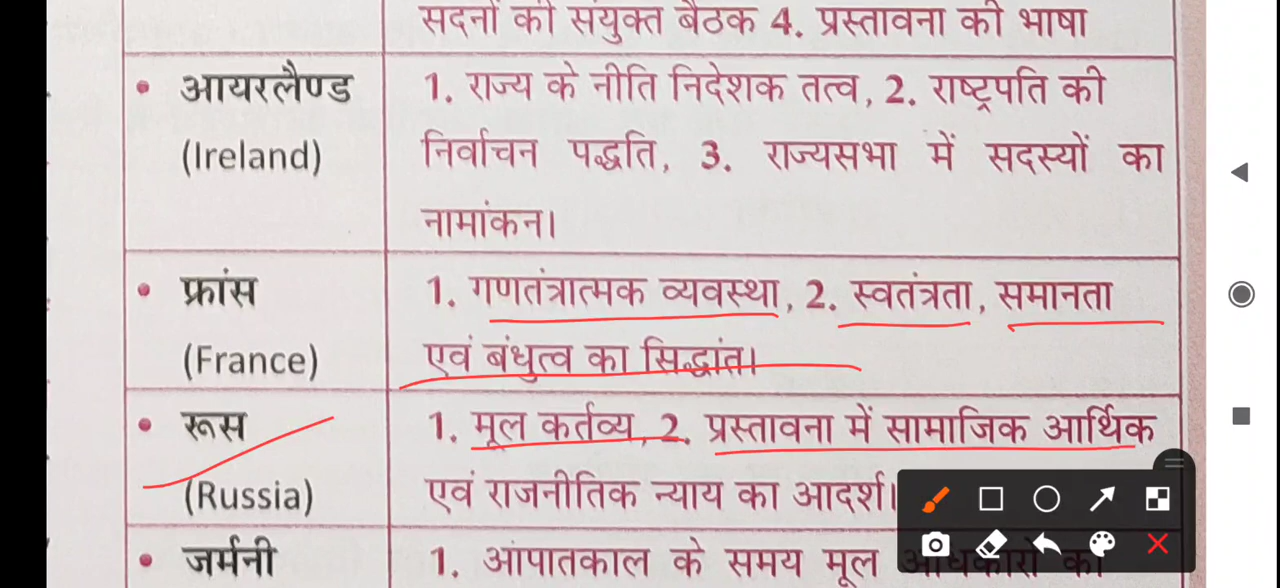 सदनों की संयुक्त बैठक 4. प्रस्तावना की भाषा
• आयरलैण्ड
(Ireland)
1. राज्य के नीति निदेशक तत्व, 2. राष्ट्रपति की
निर्वाचन पद्धति, 3. राज्यसभा में सदस्यों का
नामांकन।
• फ्रांस
(France)
1. गणतंत्रात्मक व्यवस्था, 2. स्वतंत्रता, समानता
एवं बंधुत्व का सिद्धांत।
• रूस
(Russia)
1. मूल कर्तव्य, 2. प्रस्तावना में सामाजिक आर्थिक
एवं राजनीतिक न्याय का आदर्श।
• जर्मनी
1. आपातकाल के समय मूल अधिकारों का